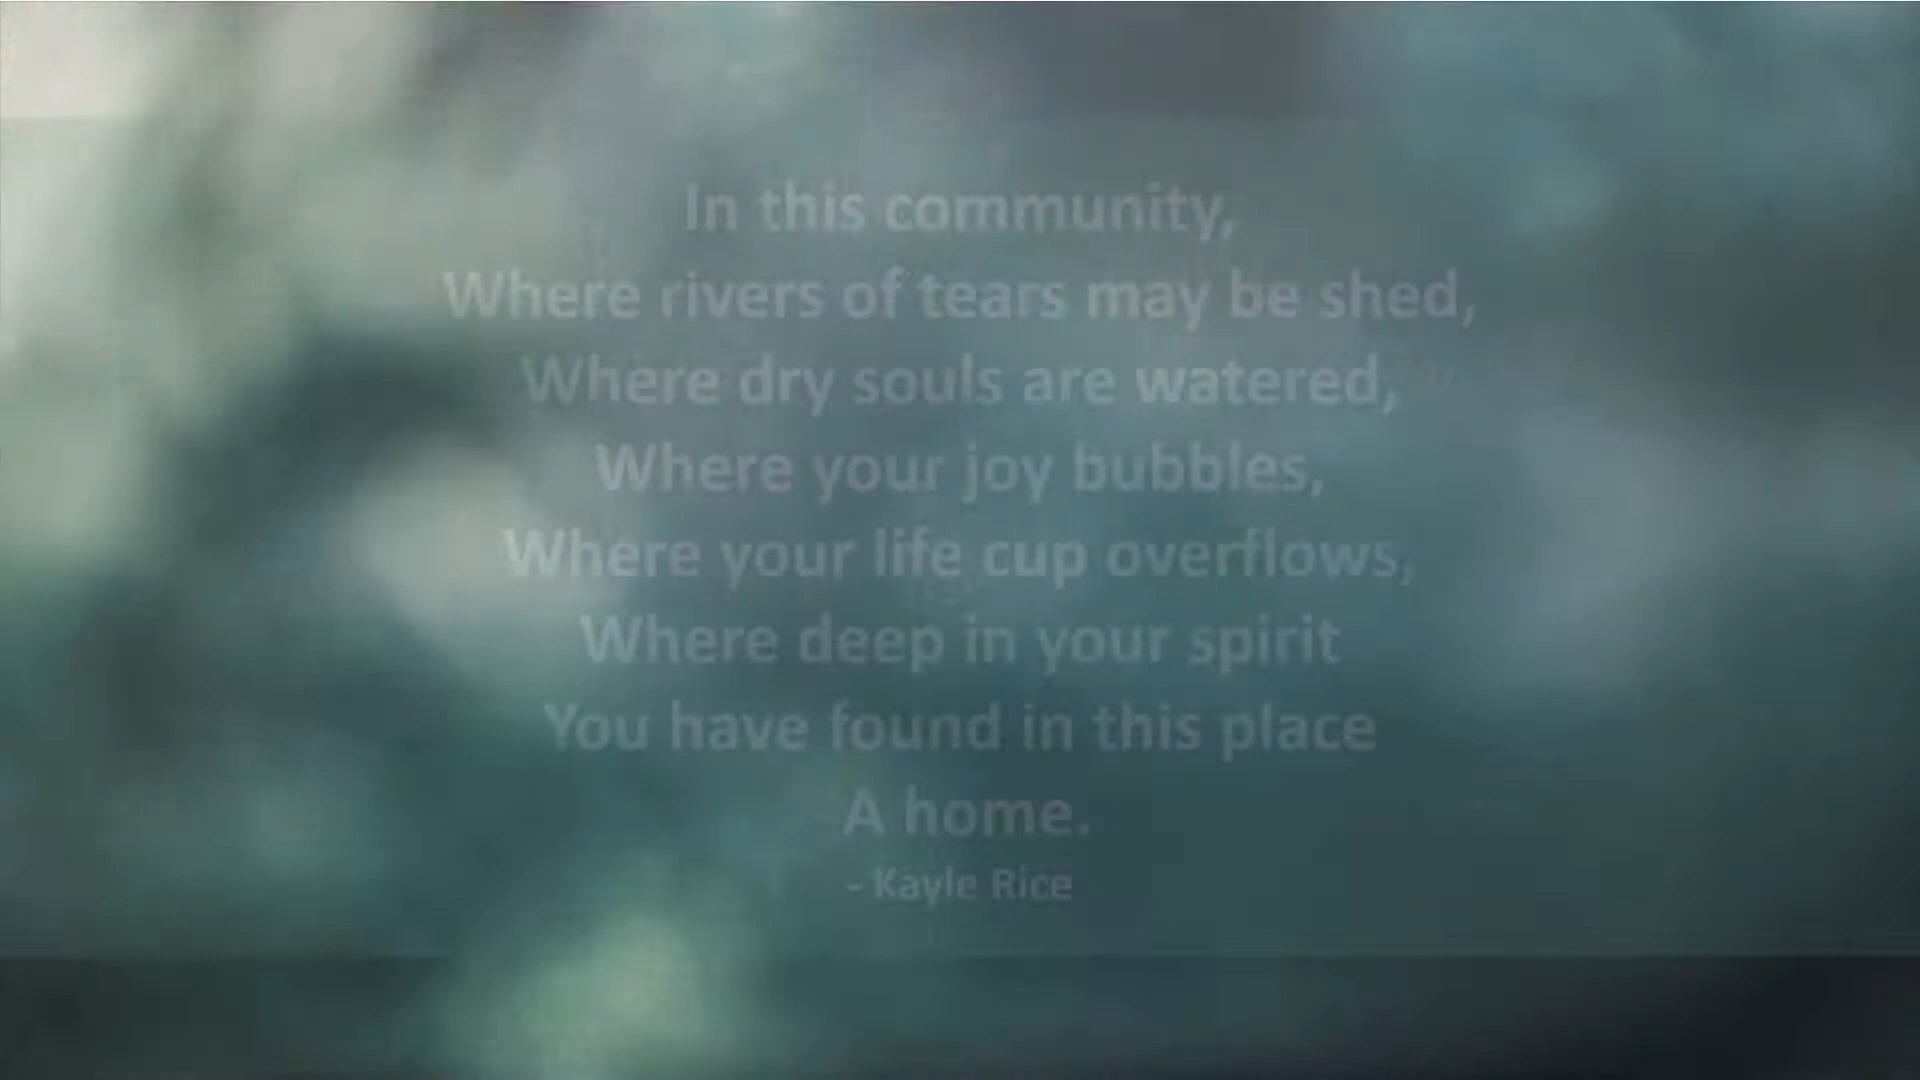 In this community,
Where rivers of tears may be shed,
Where dry souls are watered,
Where your joy bubbles,
Where your life cup overflows,
Where deep in your spirit
You have found in this place
A home.
- Kayle Rice